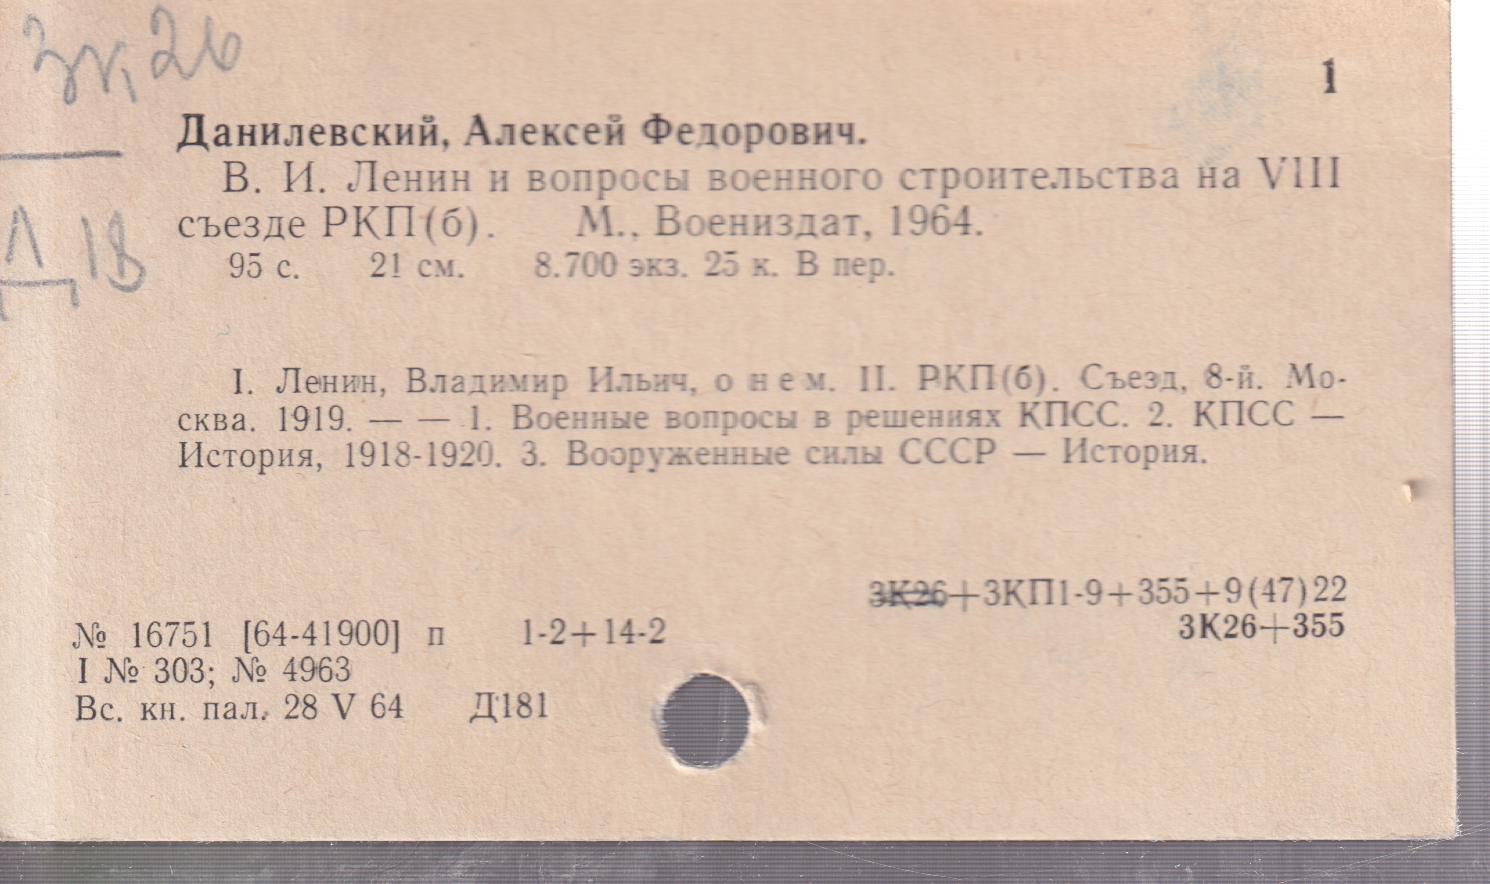 3К26
1
Данилевский, Алексей Федорович.
В. И. Ленин и вопросы военного строительства на VIII
съезде РКП(б). М., Воениздат, 1964.
95 с. 21 см. 8.700 экз. 25 к. В пер.
I. Ленин, Владимир Ильич, о нем. II. РКП(б). Съезд, 8-й. Мо-
сква. 1919. — — 1. Военные вопросы в решениях КПСС. 2. КПСС —
История, 1918-1920. 3. Вооруженные силы СССР — История.
3К26+3КП1-9+355+9(47)22
3К26+355
№ 16751 [64-41900] п 1-2+14-2
I № 303; № 4963
Вс. кн. пал. 28 V 64 Д181